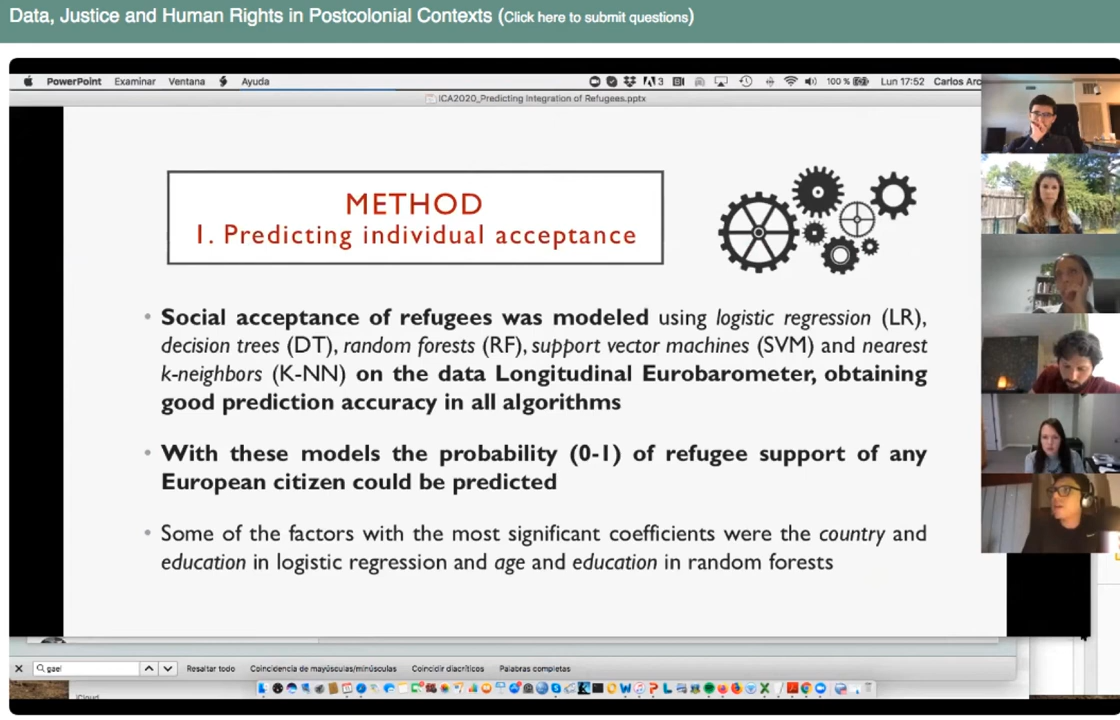 Data, Justice and Human Rights in Postcolonial Contexts (Click here to submit questions)
PowerPoint Examinar Ventana Ayuda 3 100 % Lun 17:52 Carlos Arc
ICA2020_Predicting Integration of Refugees.pptx
METHOD
1. Predicting individual acceptance
• Social acceptance of refugees was modeled using logistic regression (LR),
decision trees (DT), random forests (RF), support vector machines (SVM) and nearest
k-neighbors (K-NN) on the data Longitudinal Eurobarometer, obtaining
good prediction accuracy in all algorithms
• With these models the probability (0-1) of refugee support of any
European citizen could be predicted
• Some of the factors with the most significant coefficients were the country and
education in logistic regression and age and education in random forests
gael Resaltar todo Coincidencia de mayúsculas/minúsculas Coincidir diacríticos Palabras completas
iCloud